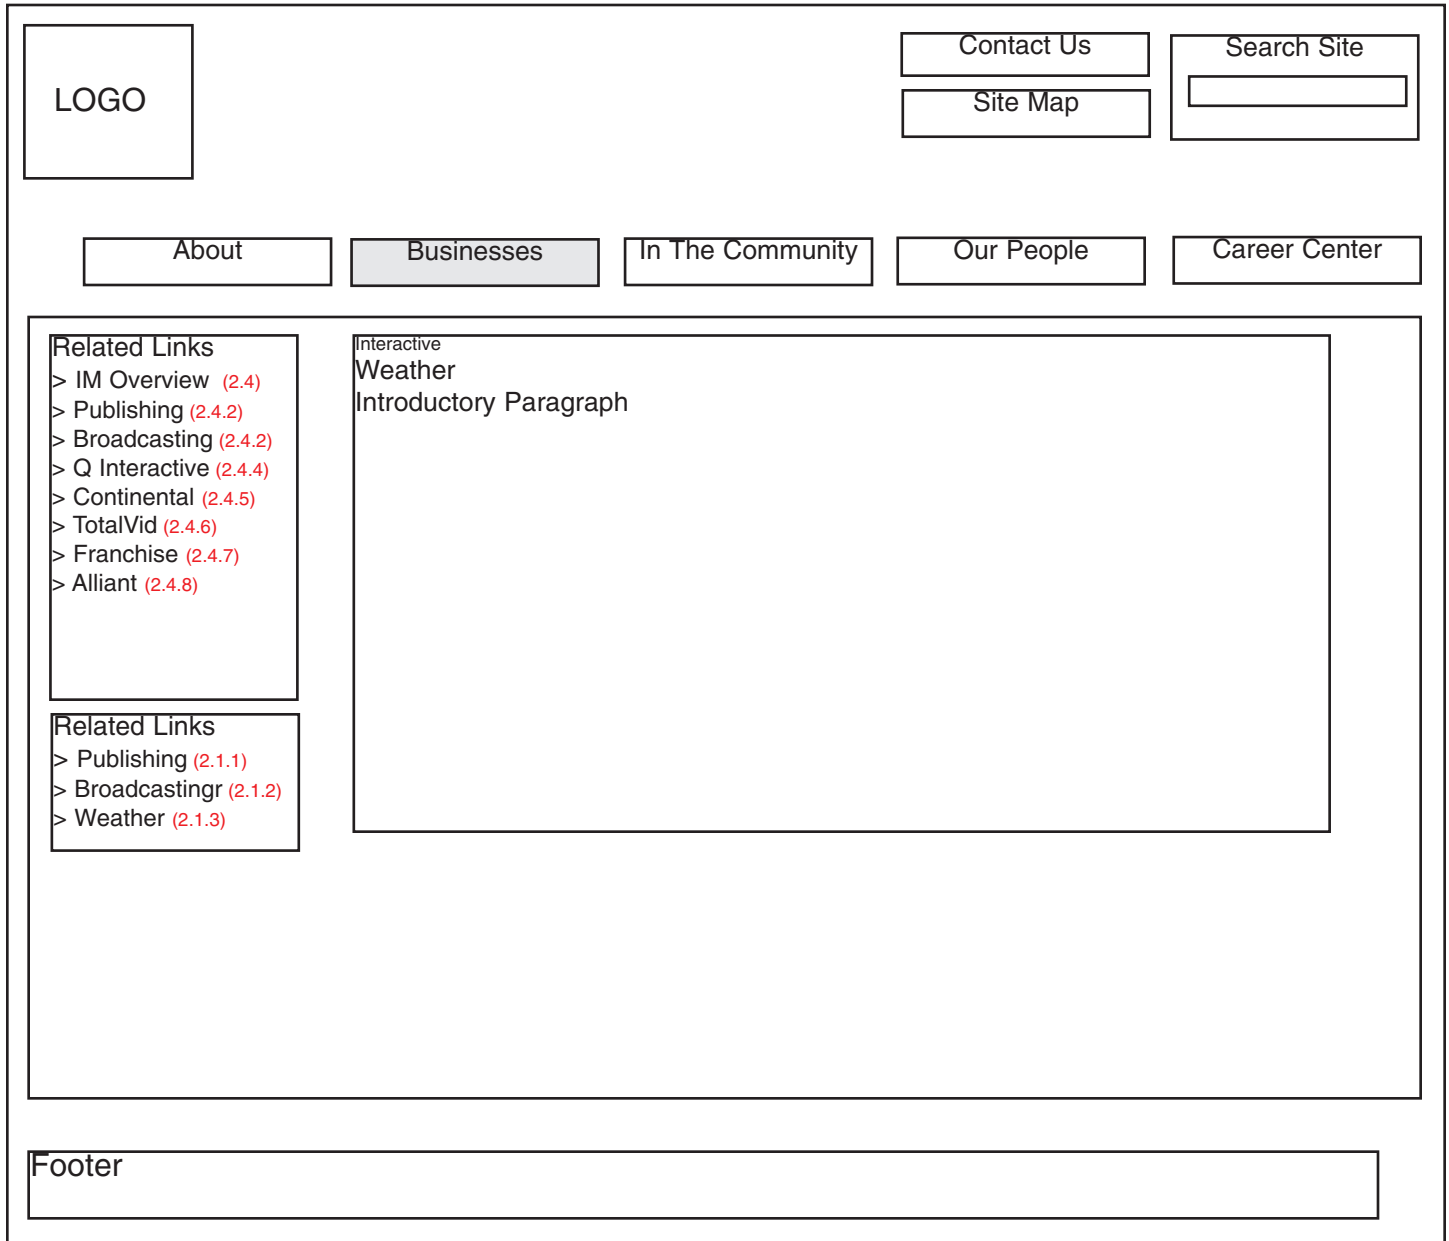 LOGO
Contact Us
Site Map
Search Site
About
Businesses
In The Community
Our People
Career Center
Related Links
> IM Overview (2.4)
> Publishing (2.4.2)
> Broadcasting (2.4.2)
> Q Interactive (2.4.4)
> Continental (2.4.5)
> TotalVid (2.4.6)
> Franchise (2.4.7)
> Alliant (2.4.8)
Related Links
> Publishing (2.1.1)
> Broadcastingr (2.1.2)
> Weather (2.1.3)
Interactive
Weather
Introductory Paragraph
Footer